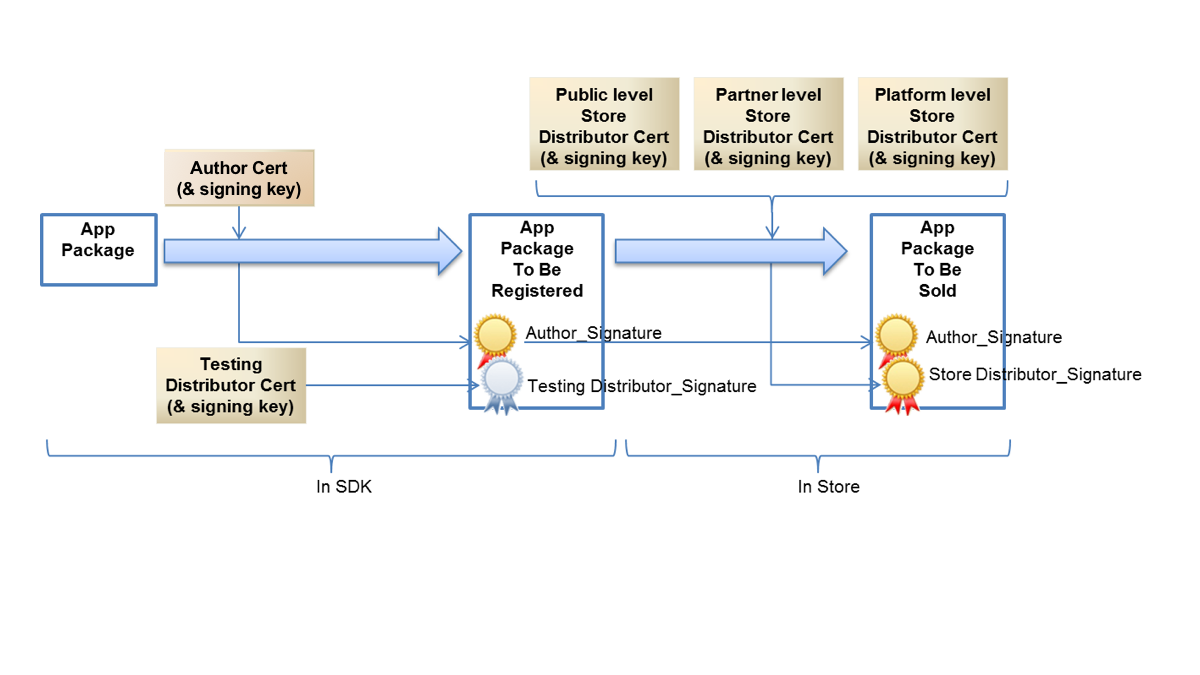 Public level
Store
Distributor Cert
(& signing key)
Partner level
Store
Distributor Cert
(& signing key)
Platform level
Store
Distributor Cert
(& signing key)
Author Cert
(& signing key)
App
Package
App
Package
To Be
Registered
App
Package
To Be
Sold
Author_Signature
Author_Signature
Testing
Distributor Cert
(& signing key)
Testing Distributor_Signature
Store Distributor_Signature
In SDK
In Store